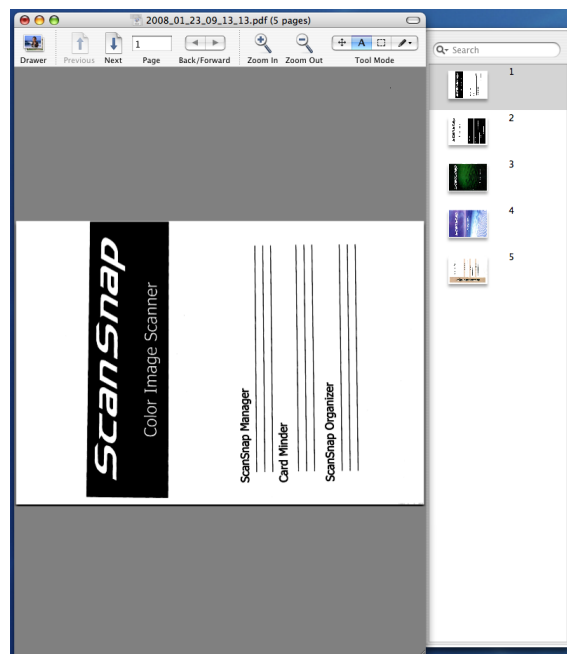 2008_01_23_09_13_13.pdf (5 pages)
Drawer
Previous
Next
1
Page
Back/Forward
Zoom In
Zoom Out
A
Tool Mode
Search
1
2
3
4
5
ScanSnap
Color Image Scanner
ScanSnap Manager
Card Minder
ScanSnap Organizer